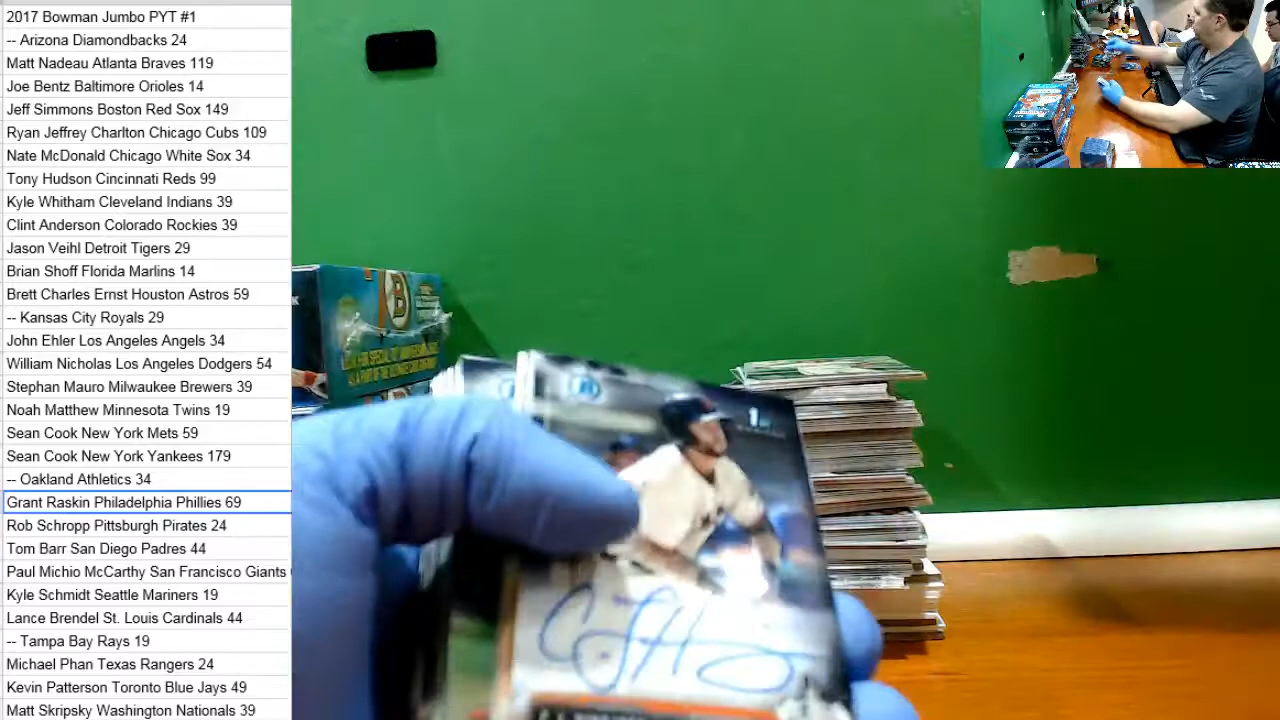 2017 Bowman Jumbo PYT #1
-- Arizona Diamondbacks 24
Matt Nadeau Atlanta Braves 119
Joe Bentz Baltimore Orioles 14
Jeff Simmons Boston Red Sox 149
Ryan Jeffrey Charlton Chicago Cubs 109
Nate McDonald Chicago White Sox 34
Tony Hudson Cincinnati Reds 99
Kyle Whitham Cleveland Indians 39
Clint Anderson Colorado Rockies 39
Jason Veihl Detroit Tigers 29
Brian Shoff Florida Marlins 14
Brett Charles Ernst Houston Astros 59
-- Kansas City Royals 29
John Ehler Los Angeles Angels 34
William Nicholas Los Angeles Dodgers 54
Stephan Mauro Milwaukee Brewers 39
Noah Matthew Minnesota Twins 19
Sean Cook New York Mets 59
Sean Cook New York Yankees 179
-- Oakland Athletics 34
Grant Raskin Philadelphia Phillies 69
Rob Schropp Pittsburgh Pirates 24
Tom Barr San Diego Padres 44
Paul Michio McCarthy San Francisco Giants
Kyle Schmidt Seattle Mariners 19
Lance Brendel St. Louis Cardinals 44
-- Tampa Bay Rays 19
Michael Phan Texas Rangers 24
Kevin Patterson Toronto Blue Jays 49
Matt Skripsky Washington Nationals 39
B
1st